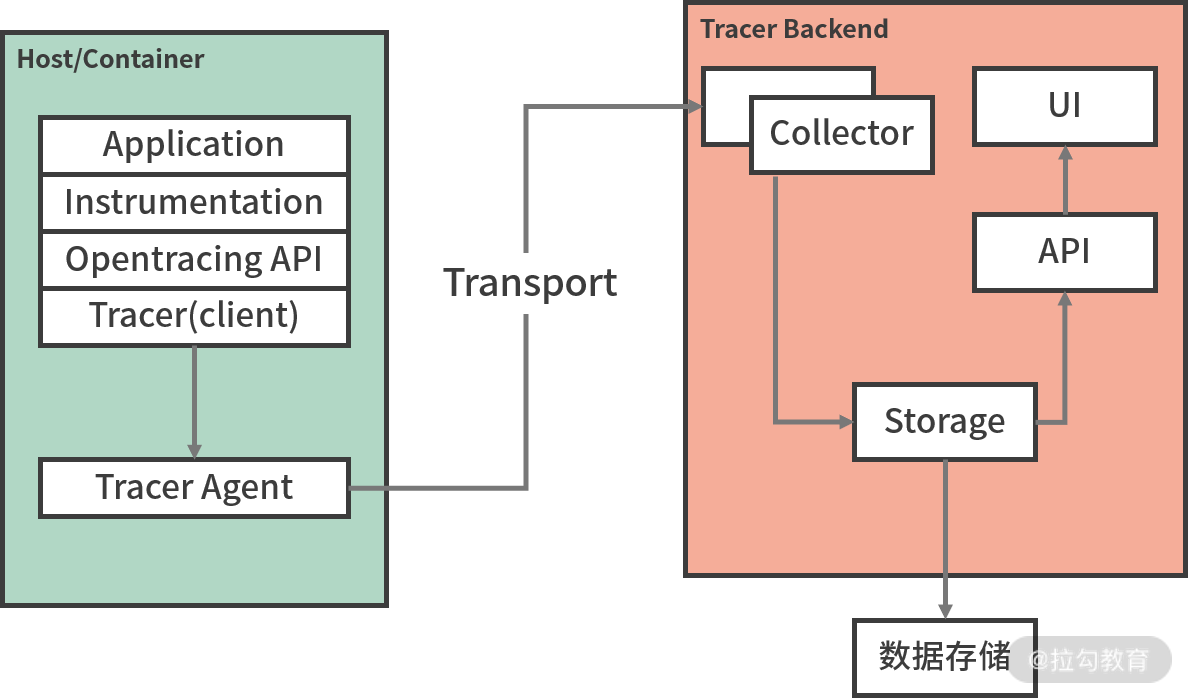 Host/Container
Application
Instrumentation
Opentracing API
Tracer(client)
Tracer Agent
Transport
Tracer Backend
Collector
UI
API
Storage
数据存储
@拉勾教育